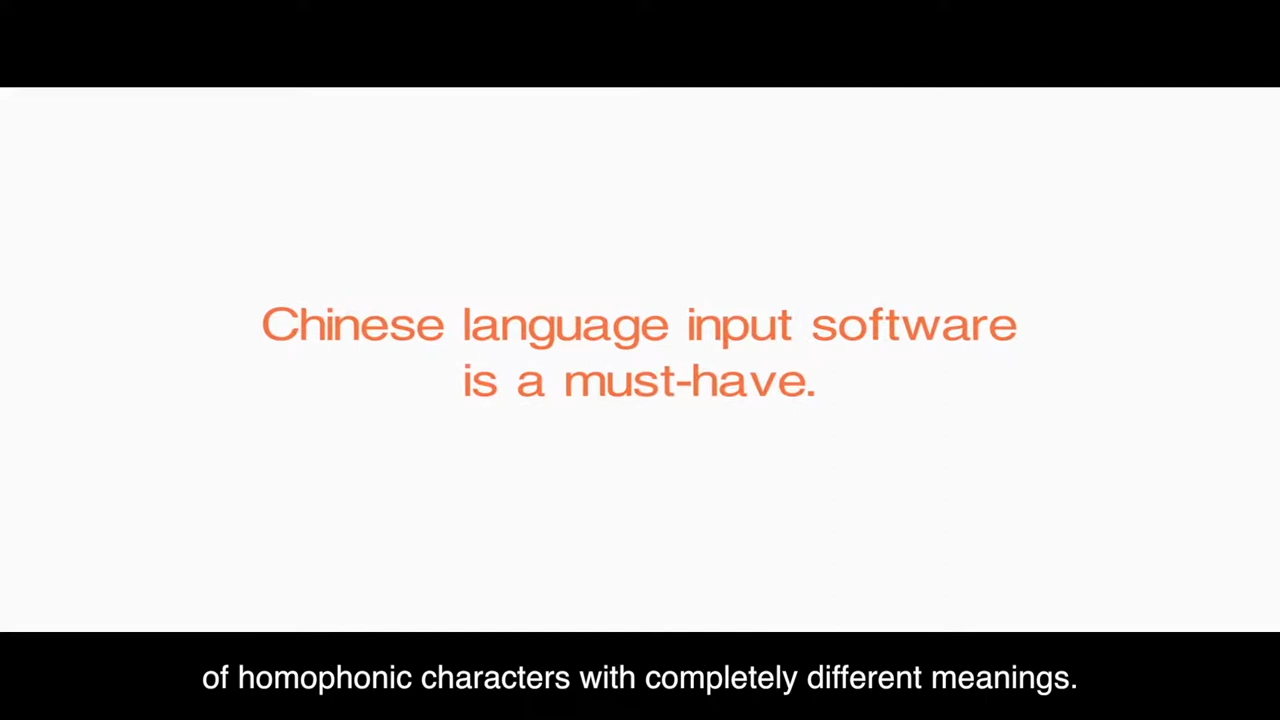 Chinese language input software
is a must-have.
of homophonic characters with completely different meanings.